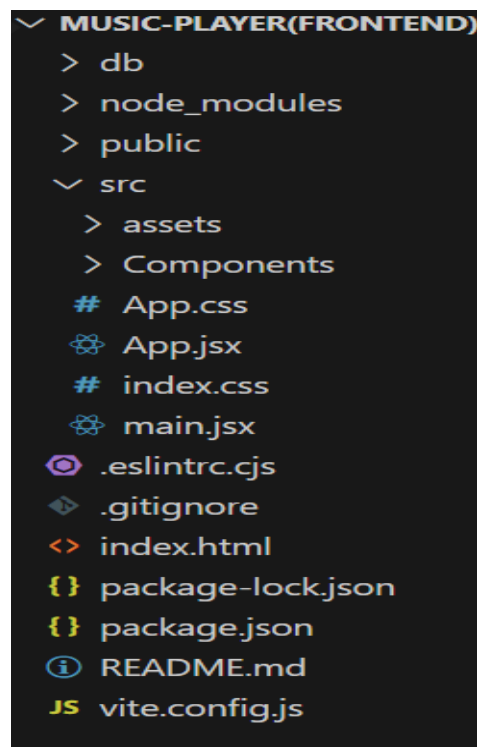 MUSIC-PLAYER(FRONTEND)
db
node_modules
public
src
assets
Components
# App.css
App.jsx
# index.css
main.jsx
.eslintrc.cjs
.gitignore
<> index.html
{} package-lock.json
{} package.json
README.md
JS vite.config.js